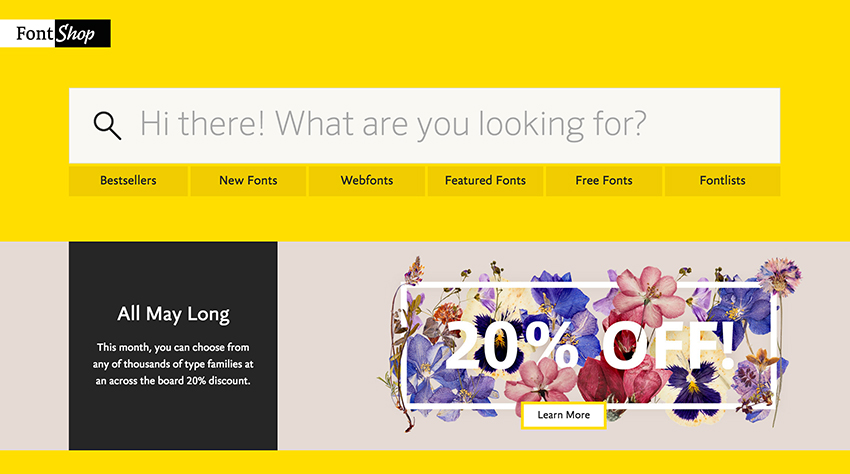 Font Shop
Hi there! What are you looking for?
Bestsellers
New Fonts
Webfonts
Featured Fonts
Free Fonts
Fontlists
All May Long
This month, you can choose from
any of thousands of type families at
an across the board 20% discount.
20% OFF!
Learn More